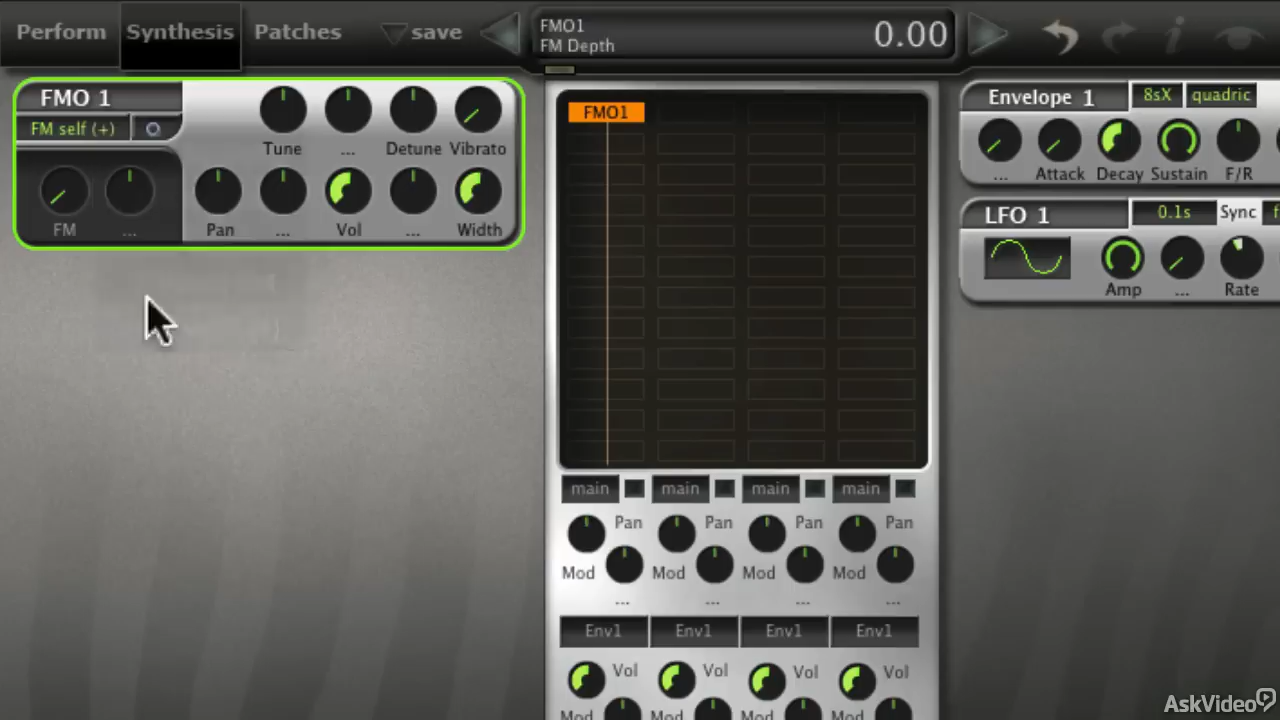 Perform Synthesis Patches save
FMO1
FM Depth
0.00
FMO 1
FM self (+)
Tune ... Detune Vibrato
FM ... Pan ... Vol ... Width
FMO1
main main main main
Pan Pan Pan Pan
Mod Mod Mod Mod
... ... ... ...
Env1 Env1 Env1 Env1
Vol Vol Vol Vol
Mod Mod Mod Mod
Envelope 1 8sX quadric
... Attack Decay Sustain F/R
LFO 1 0.1s Sync
Amp ... Rate
AskVideo